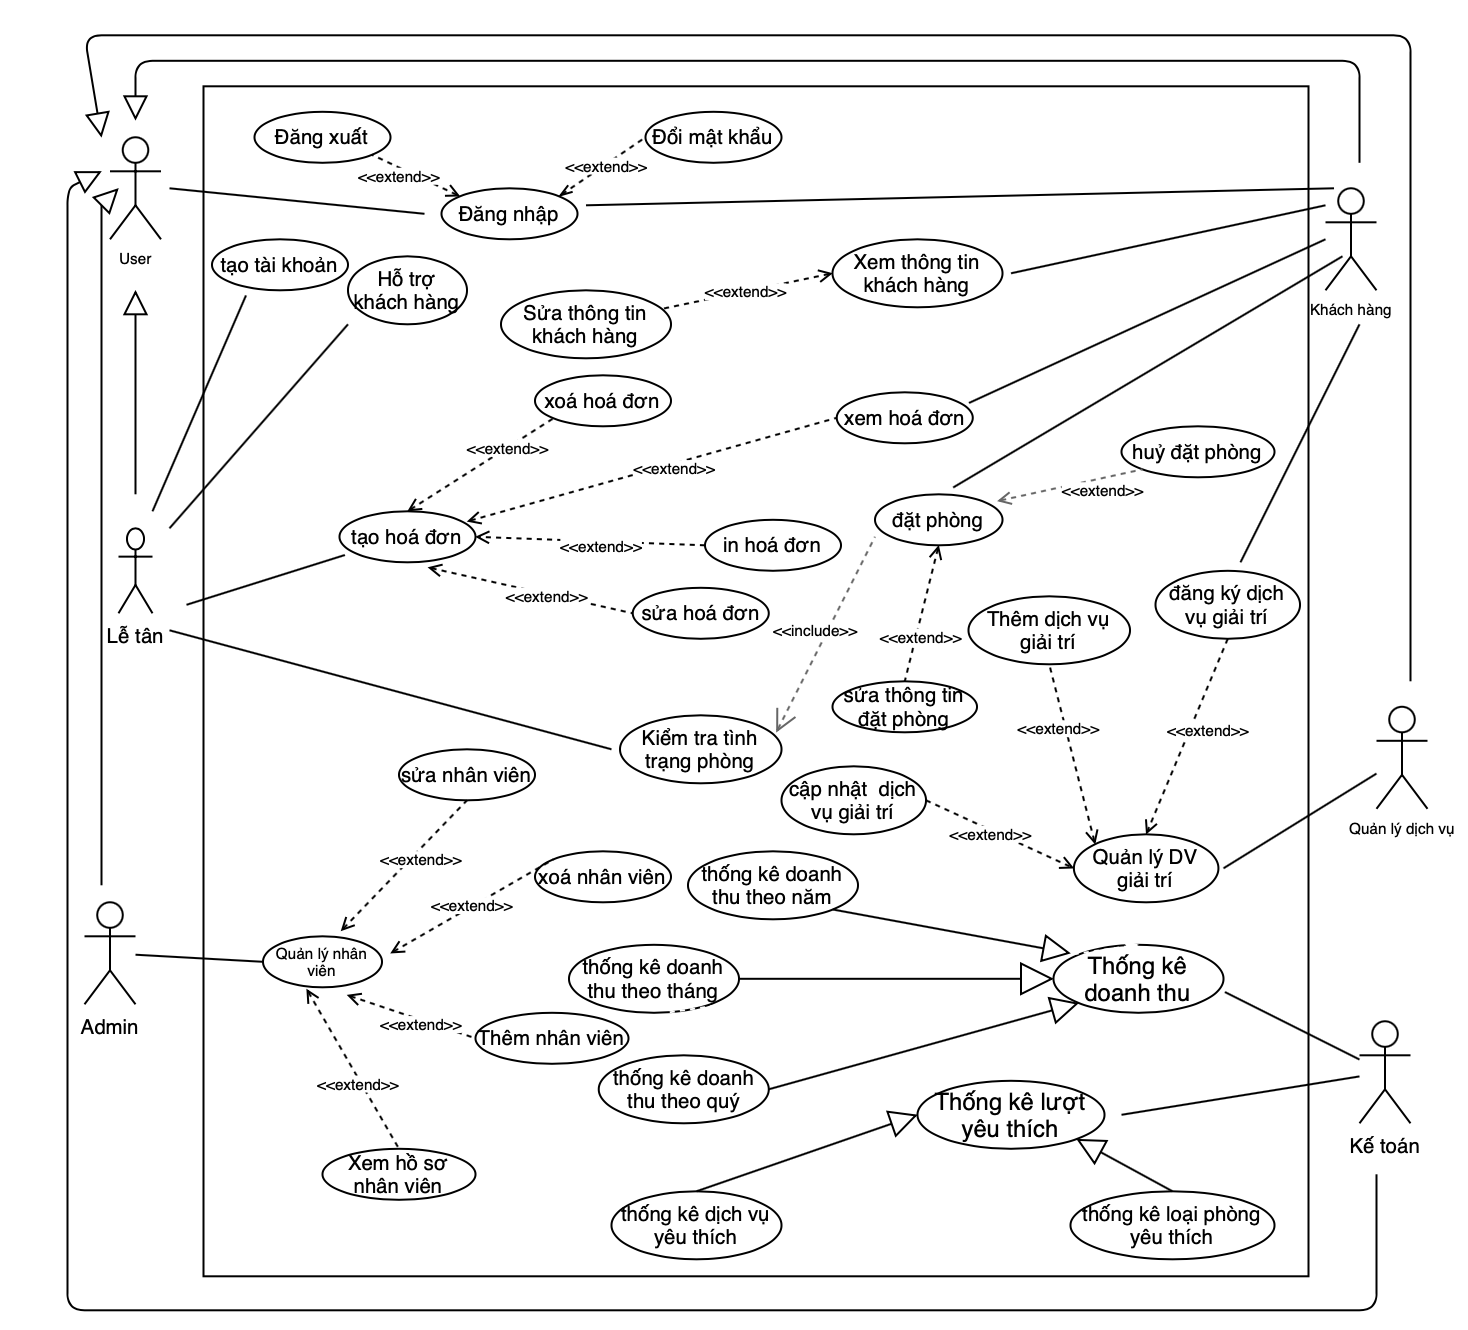 Đăng xuất
Đổi mật khẩu
<<extend>>
<<extend>>
Đăng nhập
User
tạo tài khoản
Hỗ trợ
khách hàng
Xem thông tin
khách hàng
<<extend>>
Sửa thông tin
khách hàng
Khách hàng
xoá hoá đơn
xem hoá đơn
<<extend>>
<<extend>>
huỷ đặt phòng
<<extend>>
đặt phòng
tạo hoá đơn
<<extend>>
in hoá đơn
<<extend>>
sửa hoá đơn
<<include>>
<<extend>>
Thêm dịch vụ
giải trí
đăng ký dịch
vụ giải trí
Lễ tân
sửa thông tin
đặt phòng
<<extend>>
<<extend>>
Kiểm tra tình
trạng phòng
sửa nhân viên
cập nhật  dịch
vụ giải trí
<<extend>>
Quản lý dịch vụ
<<extend>>
Quản lý DV
giải trí
xoá nhân viên
<<extend>>
thống kê doanh
thu theo năm
Quản lý nhân
viên
thống kê doanh
thu theo tháng
Thống kê
doanh thu
Admin
<<extend>>
Thêm nhân viên
<<extend>>
thống kê doanh
thu theo quý
Thống kê lượt
yêu thích
Kế toán
Xem hồ sơ
nhân viên
thống kê dịch vụ
yêu thích
thống kê loại phòng
yêu thích